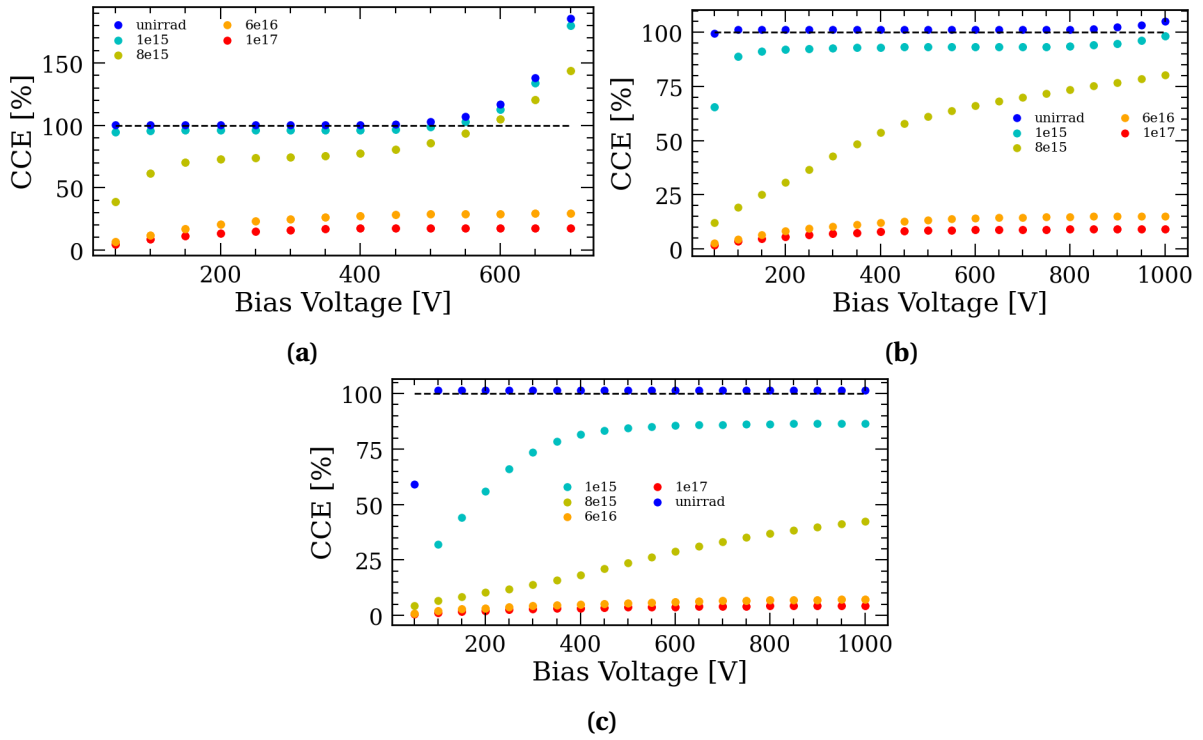 unirrad 6e16
1e15 1e17
8e15
CCE [%]
150
100
50
0
200 400 600
Bias Voltage [V]
(a)
100
75
50
25
0
CCE [%]
unirrad 6e16
1e15 1e17
8e15
200 400 600 800 1000
Bias Voltage [V]
(b)
100
75
50
25
0
CCE [%]
1e15 1e17
8e15 unirrad
6e16
200 400 600 800 1000
Bias Voltage [V]
(c)